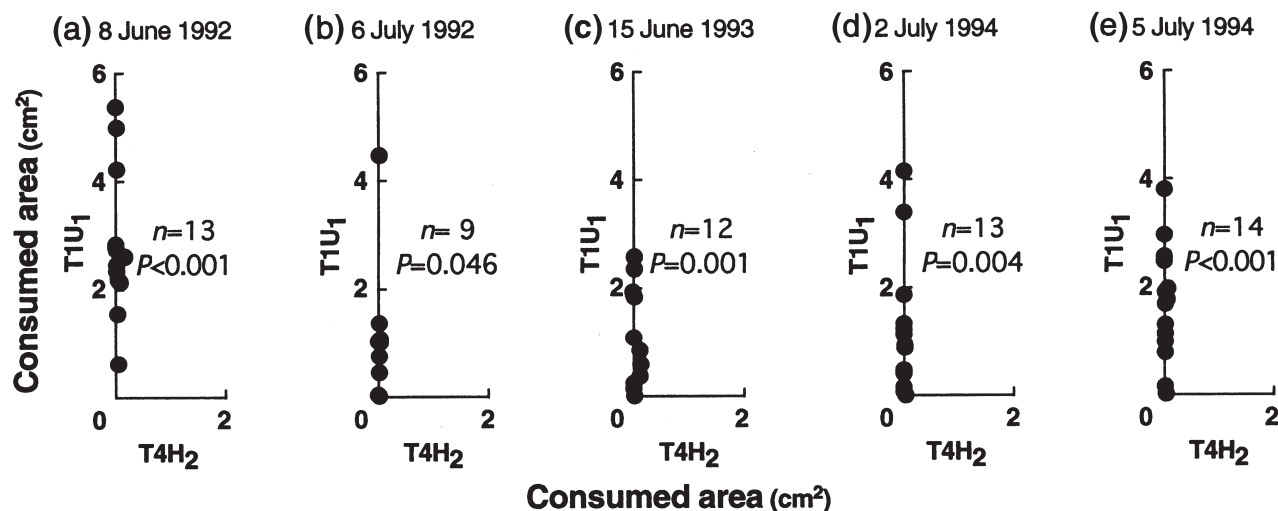 (a) 8 June 1992 (b) 6 July 1992 (c) 15 June 1993 (d) 2 July 1994 (e) 5 July 1994
6 6 6 6 6
4 4 4 4 4
2 2 2 2 2
Consumed area (cm²)
T1U₁ T1U₁ T1U₁ T1U₁ T1U₁
n=13 n= 9 n=12 n=13 n=14
P<0.001 P=0.046 P=0.001 P=0.004 P<0.001
0 2 0 2 0 2 0 2 0 2
T4H₂ T4H₂ T4H₂ T4H₂ T4H₂
Consumed area (cm²)